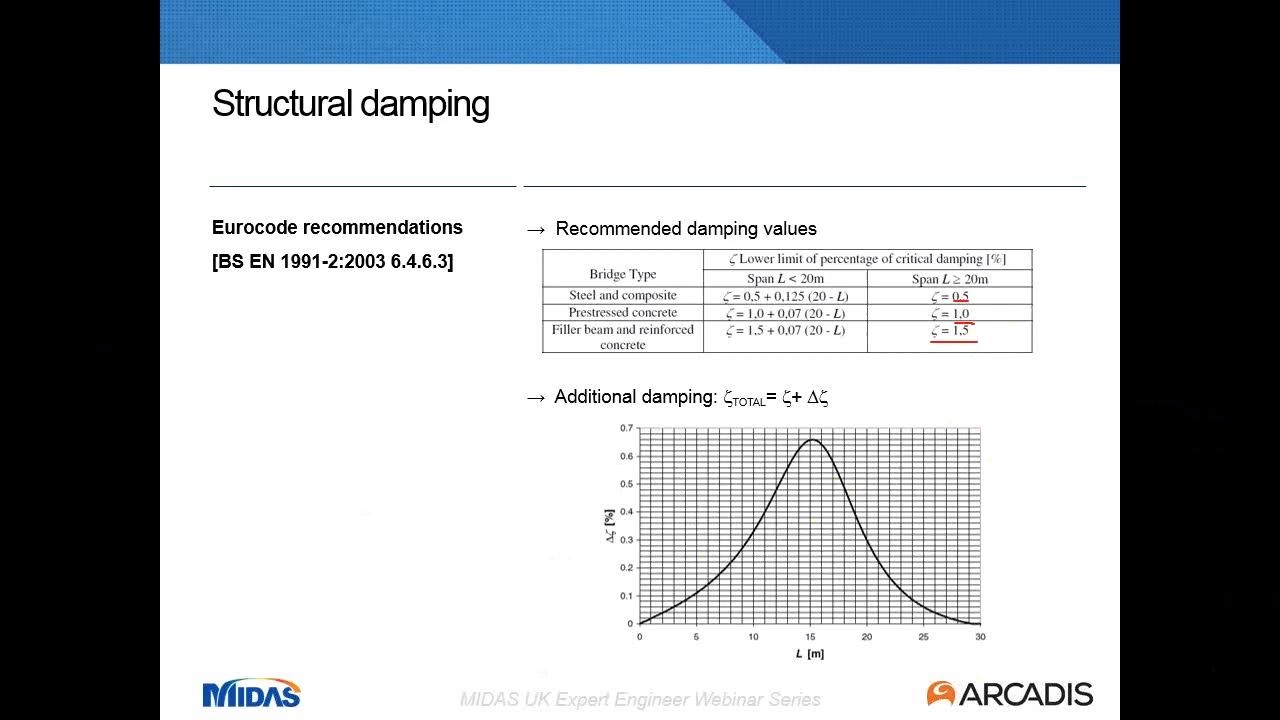 Structural damping
Eurocode recommendations
[BS EN 1991-2:2003 6.4.6.3]
→ Recommended damping values
Bridge Type
ζ Lower limit of percentage of critical damping [%]
Span L < 20m
Span L ≥ 20m
Steel and composite
ζ = 0,5 + 0,125 (20 - L)
ζ = 0,5
Prestressed concrete
ζ = 1,0 + 0,07 (20 - L)
ζ = 1,0
Filler beam and reinforced
concrete
ζ = 1,5 + 0,07 (20 - L)
ζ = 1,5
→ Additional damping: ζTOTAL= ζ+ Δζ
0.7
0.6
0.5
0.4
0.3
0.2
0.1
0
Δζ [%]
0 5 10 15 20 25 30
L [m]
MIDAS
MIDAS UK Expert Engineer Webinar Series
ARCADIS